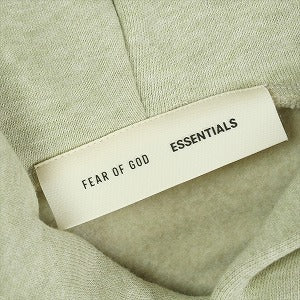 FEAR OF GOD ESSENTIALS